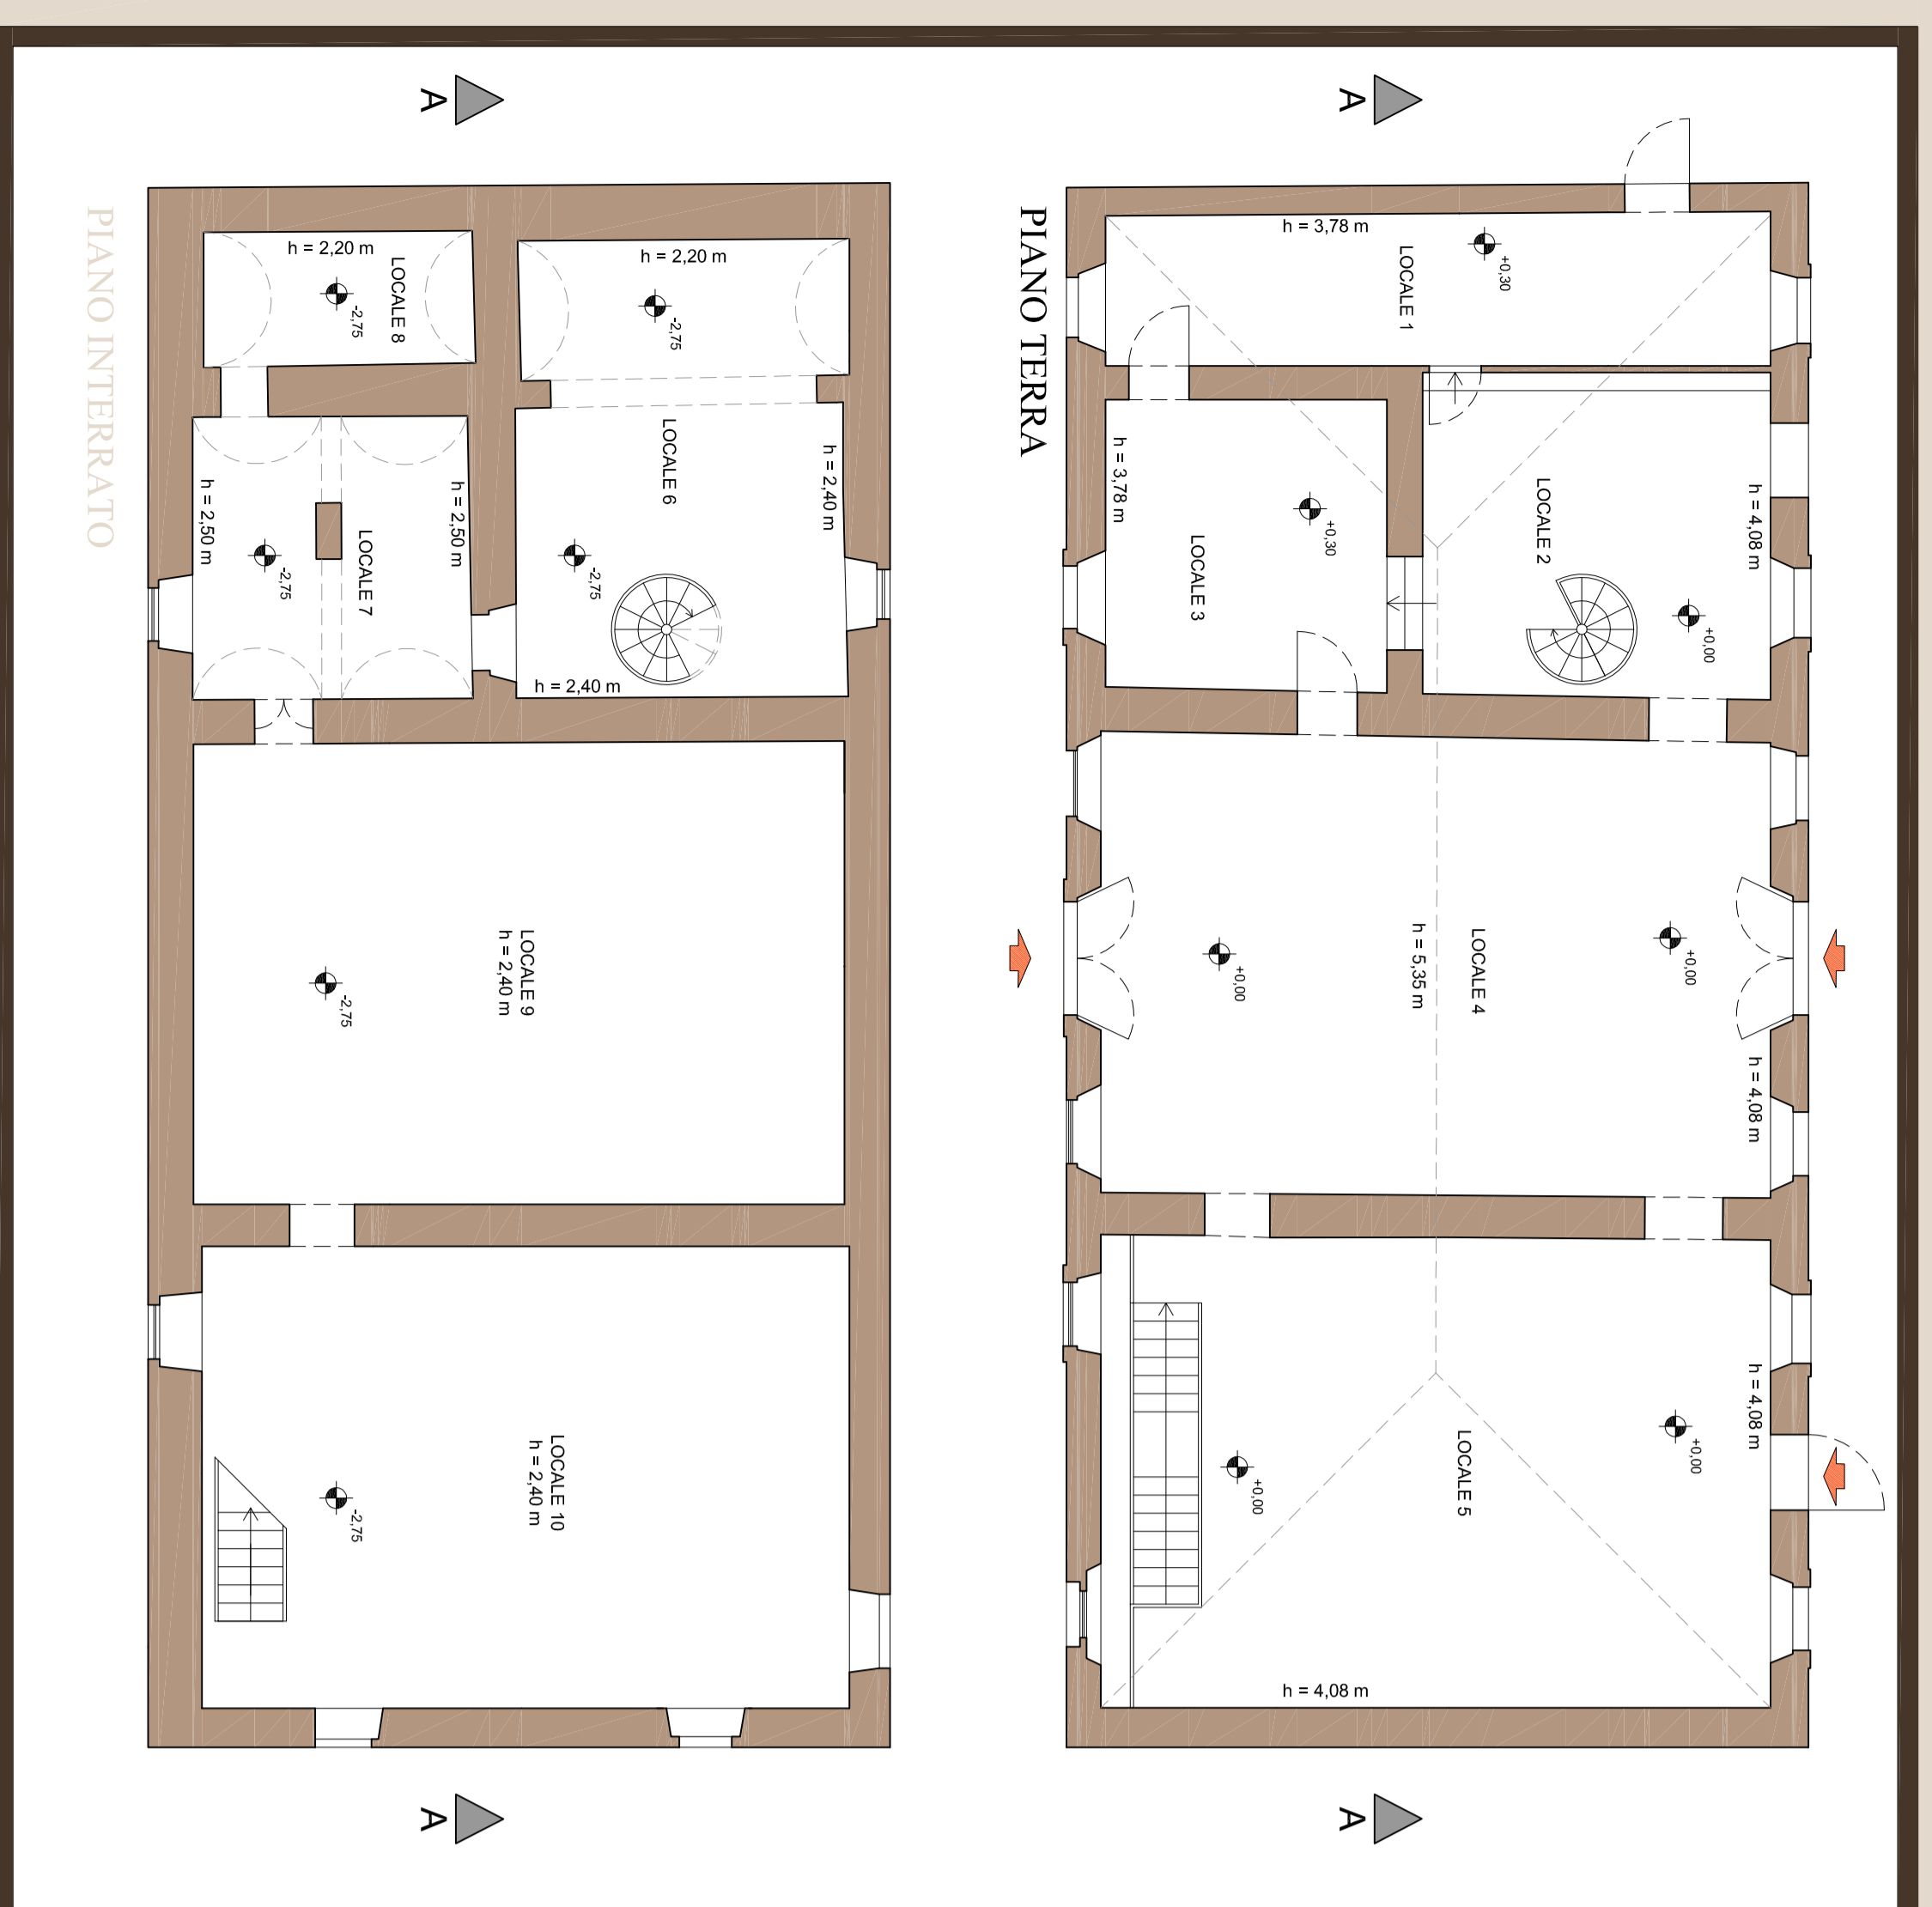 PIANO TERRA
A
A
h = 3,78 m
LOCALE 1
+0,30
LOCALE 2
h = 4,08 m
+0,00
h = 3,78 m
LOCALE 3
+0,30
LOCALE 4
h = 5,35 m
+0,00
+0,00
h = 4,08 m
LOCALE 5
h = 4,08 m
+0,00
+0,00
h = 4,08 m
PIANO INTERRATO
A
A
h = 2,20 m
LOCALE 8
-2,75
h = 2,20 m
-2,75
LOCALE 6
h = 2,40 m
-2,75
h = 2,40 m
h = 2,50 m
LOCALE 7
h = 2,50 m
-2,75
LOCALE 9
h = 2,40 m
-2,75
LOCALE 10
h = 2,40 m
-2,75